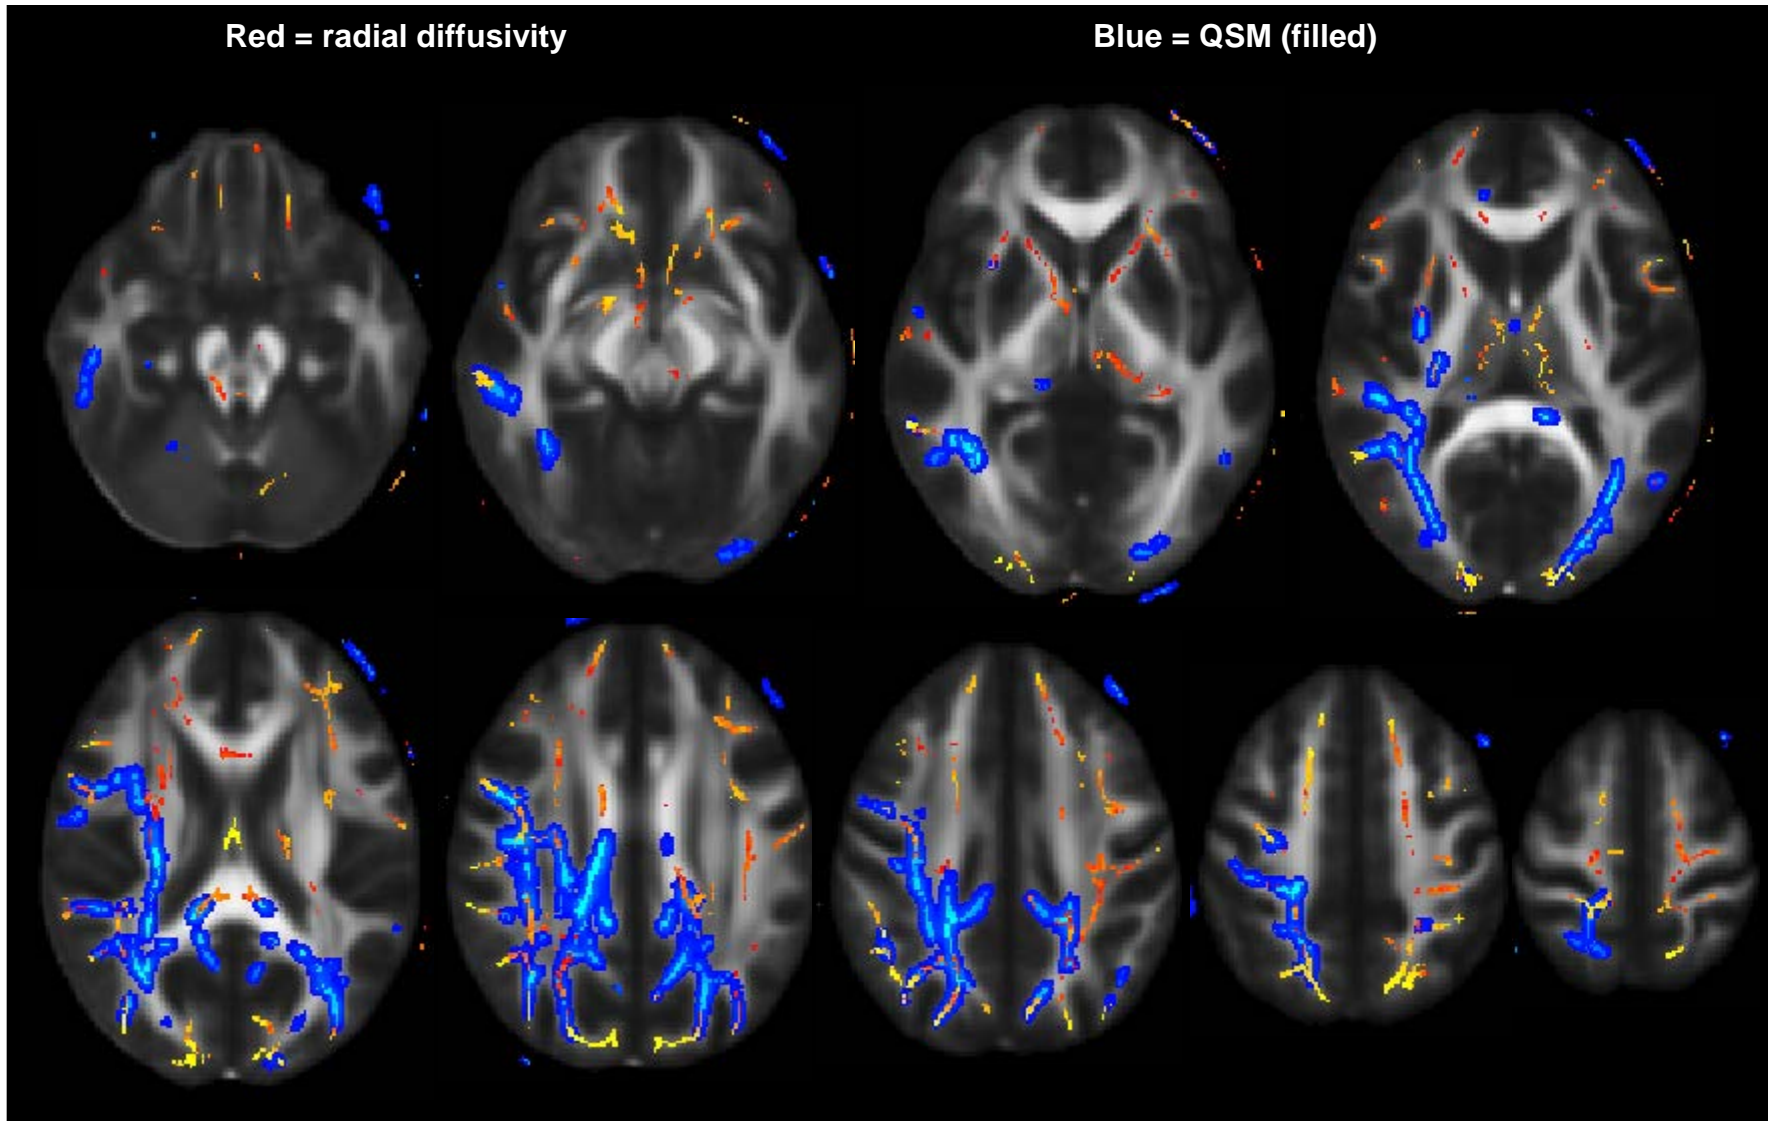 Red = radial diffusivity
Blue = QSM (filled)